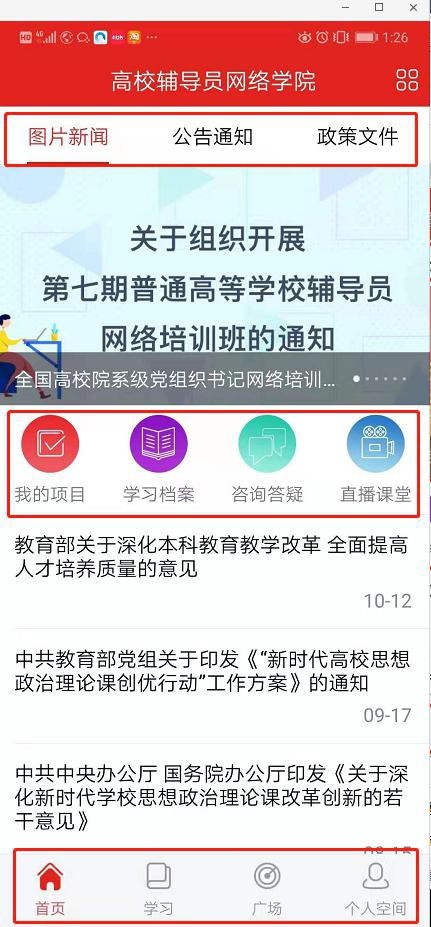 1:26
高校辅导员网络学院
图片新闻 公告通知 政策文件
关于组织开展
第七期普通高等学校辅导员
网络培训班的通知
全国高校院系级党组织书记网络培训...
我的项目 学习档案 咨询答疑 直播课堂
教育部关于深化本科教育教学改革 全面提高
人才培养质量的意见
10-12
中共教育部党组关于印发《“新时代高校思想
政治理论课创优行动”工作方案》的通知
09-17
中共中央办公厅 国务院办公厅印发《关于深
化新时代学校思想政治理论课改革创新的若
干意见》
首页 学习 广场 个人空间